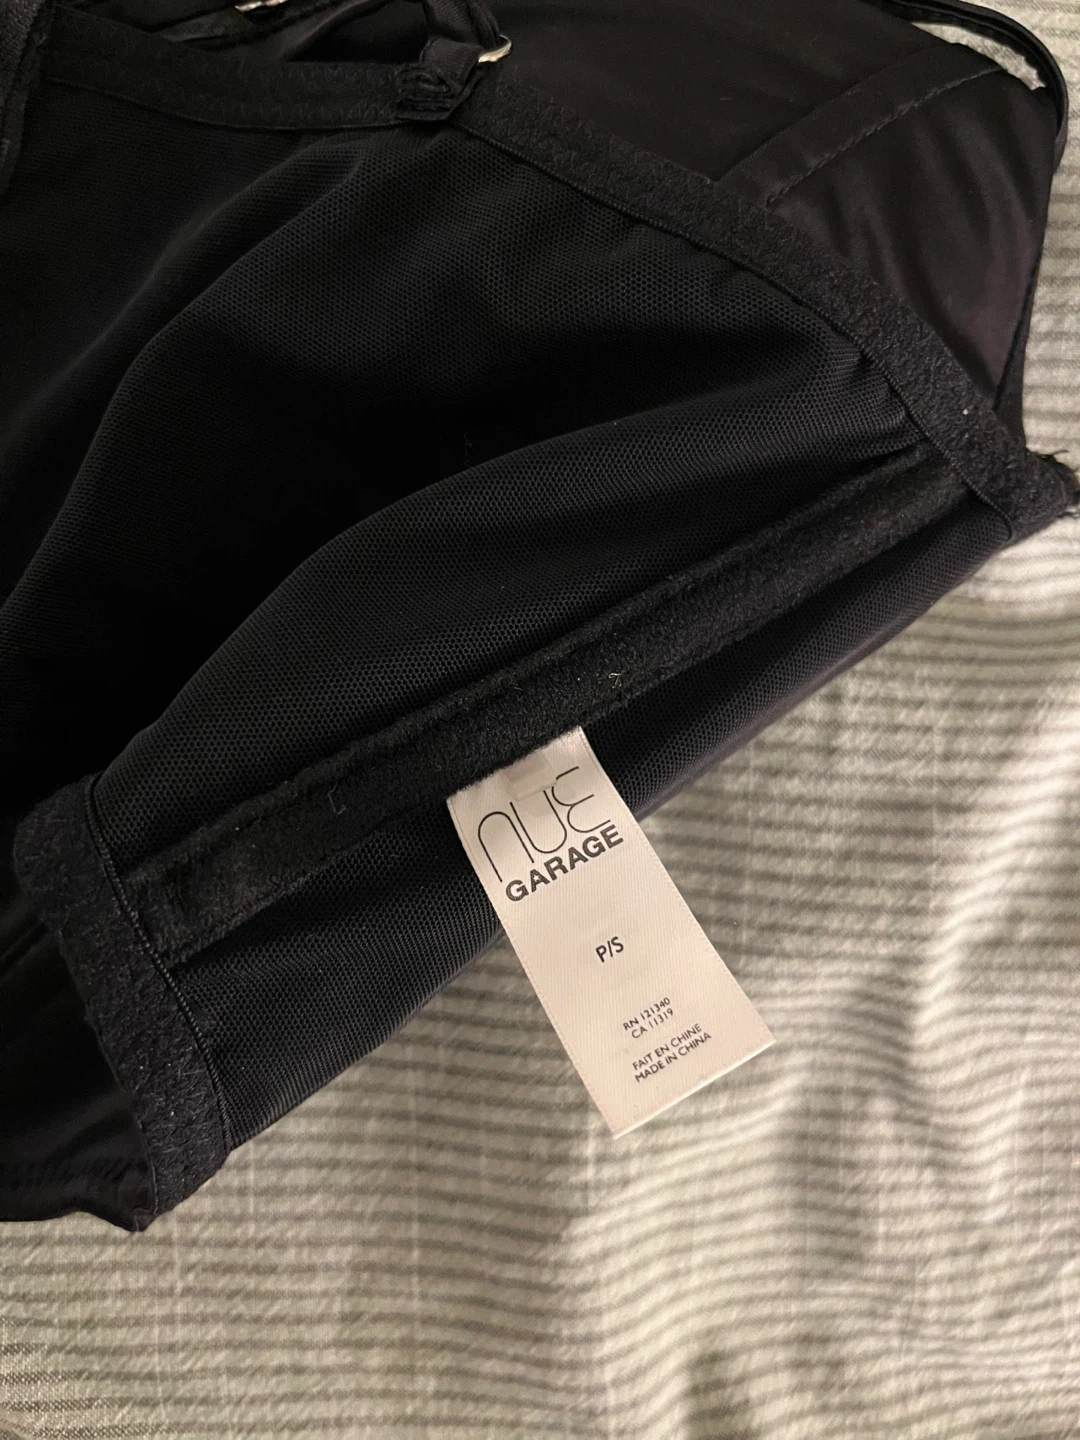 NUE
GARAGE
P/S
RN 121340
CA 11319
FAIT EN CHINE
MADE IN CHINA